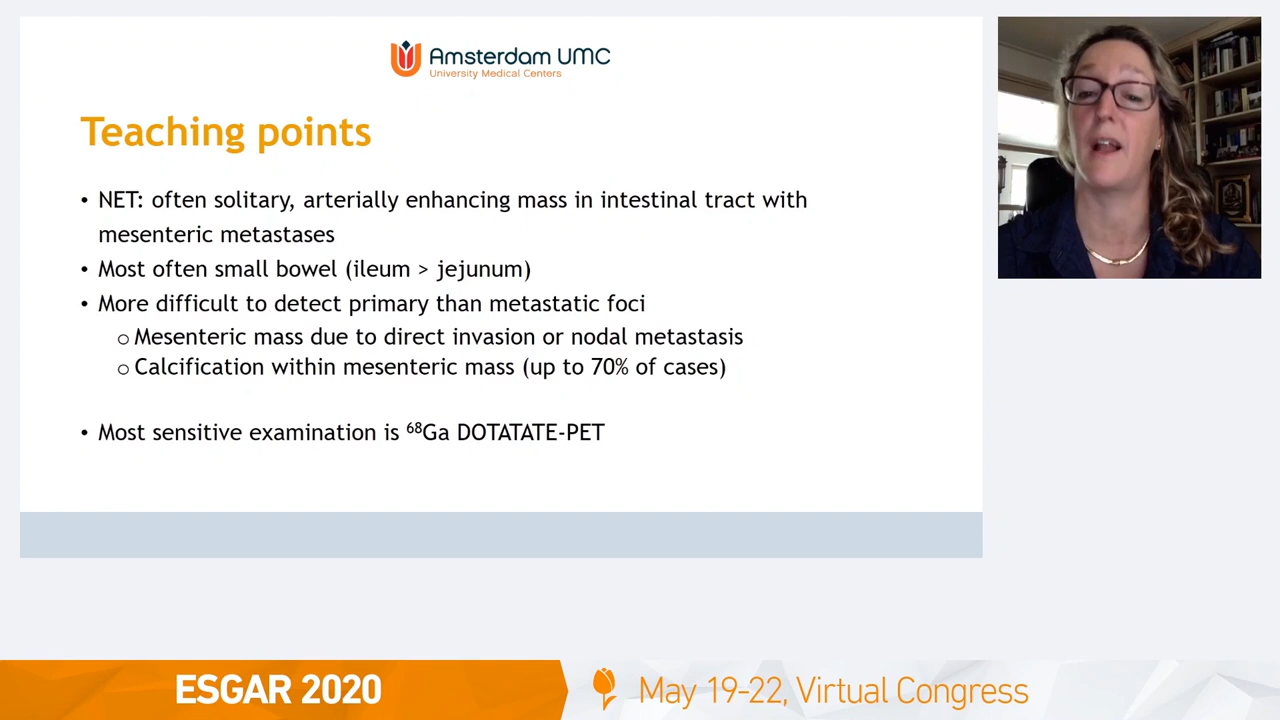 Amsterdam UMC
University Medical Centers
Teaching points
• NET: often solitary, arterially enhancing mass in intestinal tract with
mesenteric metastases
• Most often small bowel (ileum > jejunum)
• More difficult to detect primary than metastatic foci
o Mesenteric mass due to direct invasion or nodal metastasis
o Calcification within mesenteric mass (up to 70% of cases)
• Most sensitive examination is ⁶⁸Ga DOTATATE-PET
ESGAR 2020
May 19-22, Virtual Congress